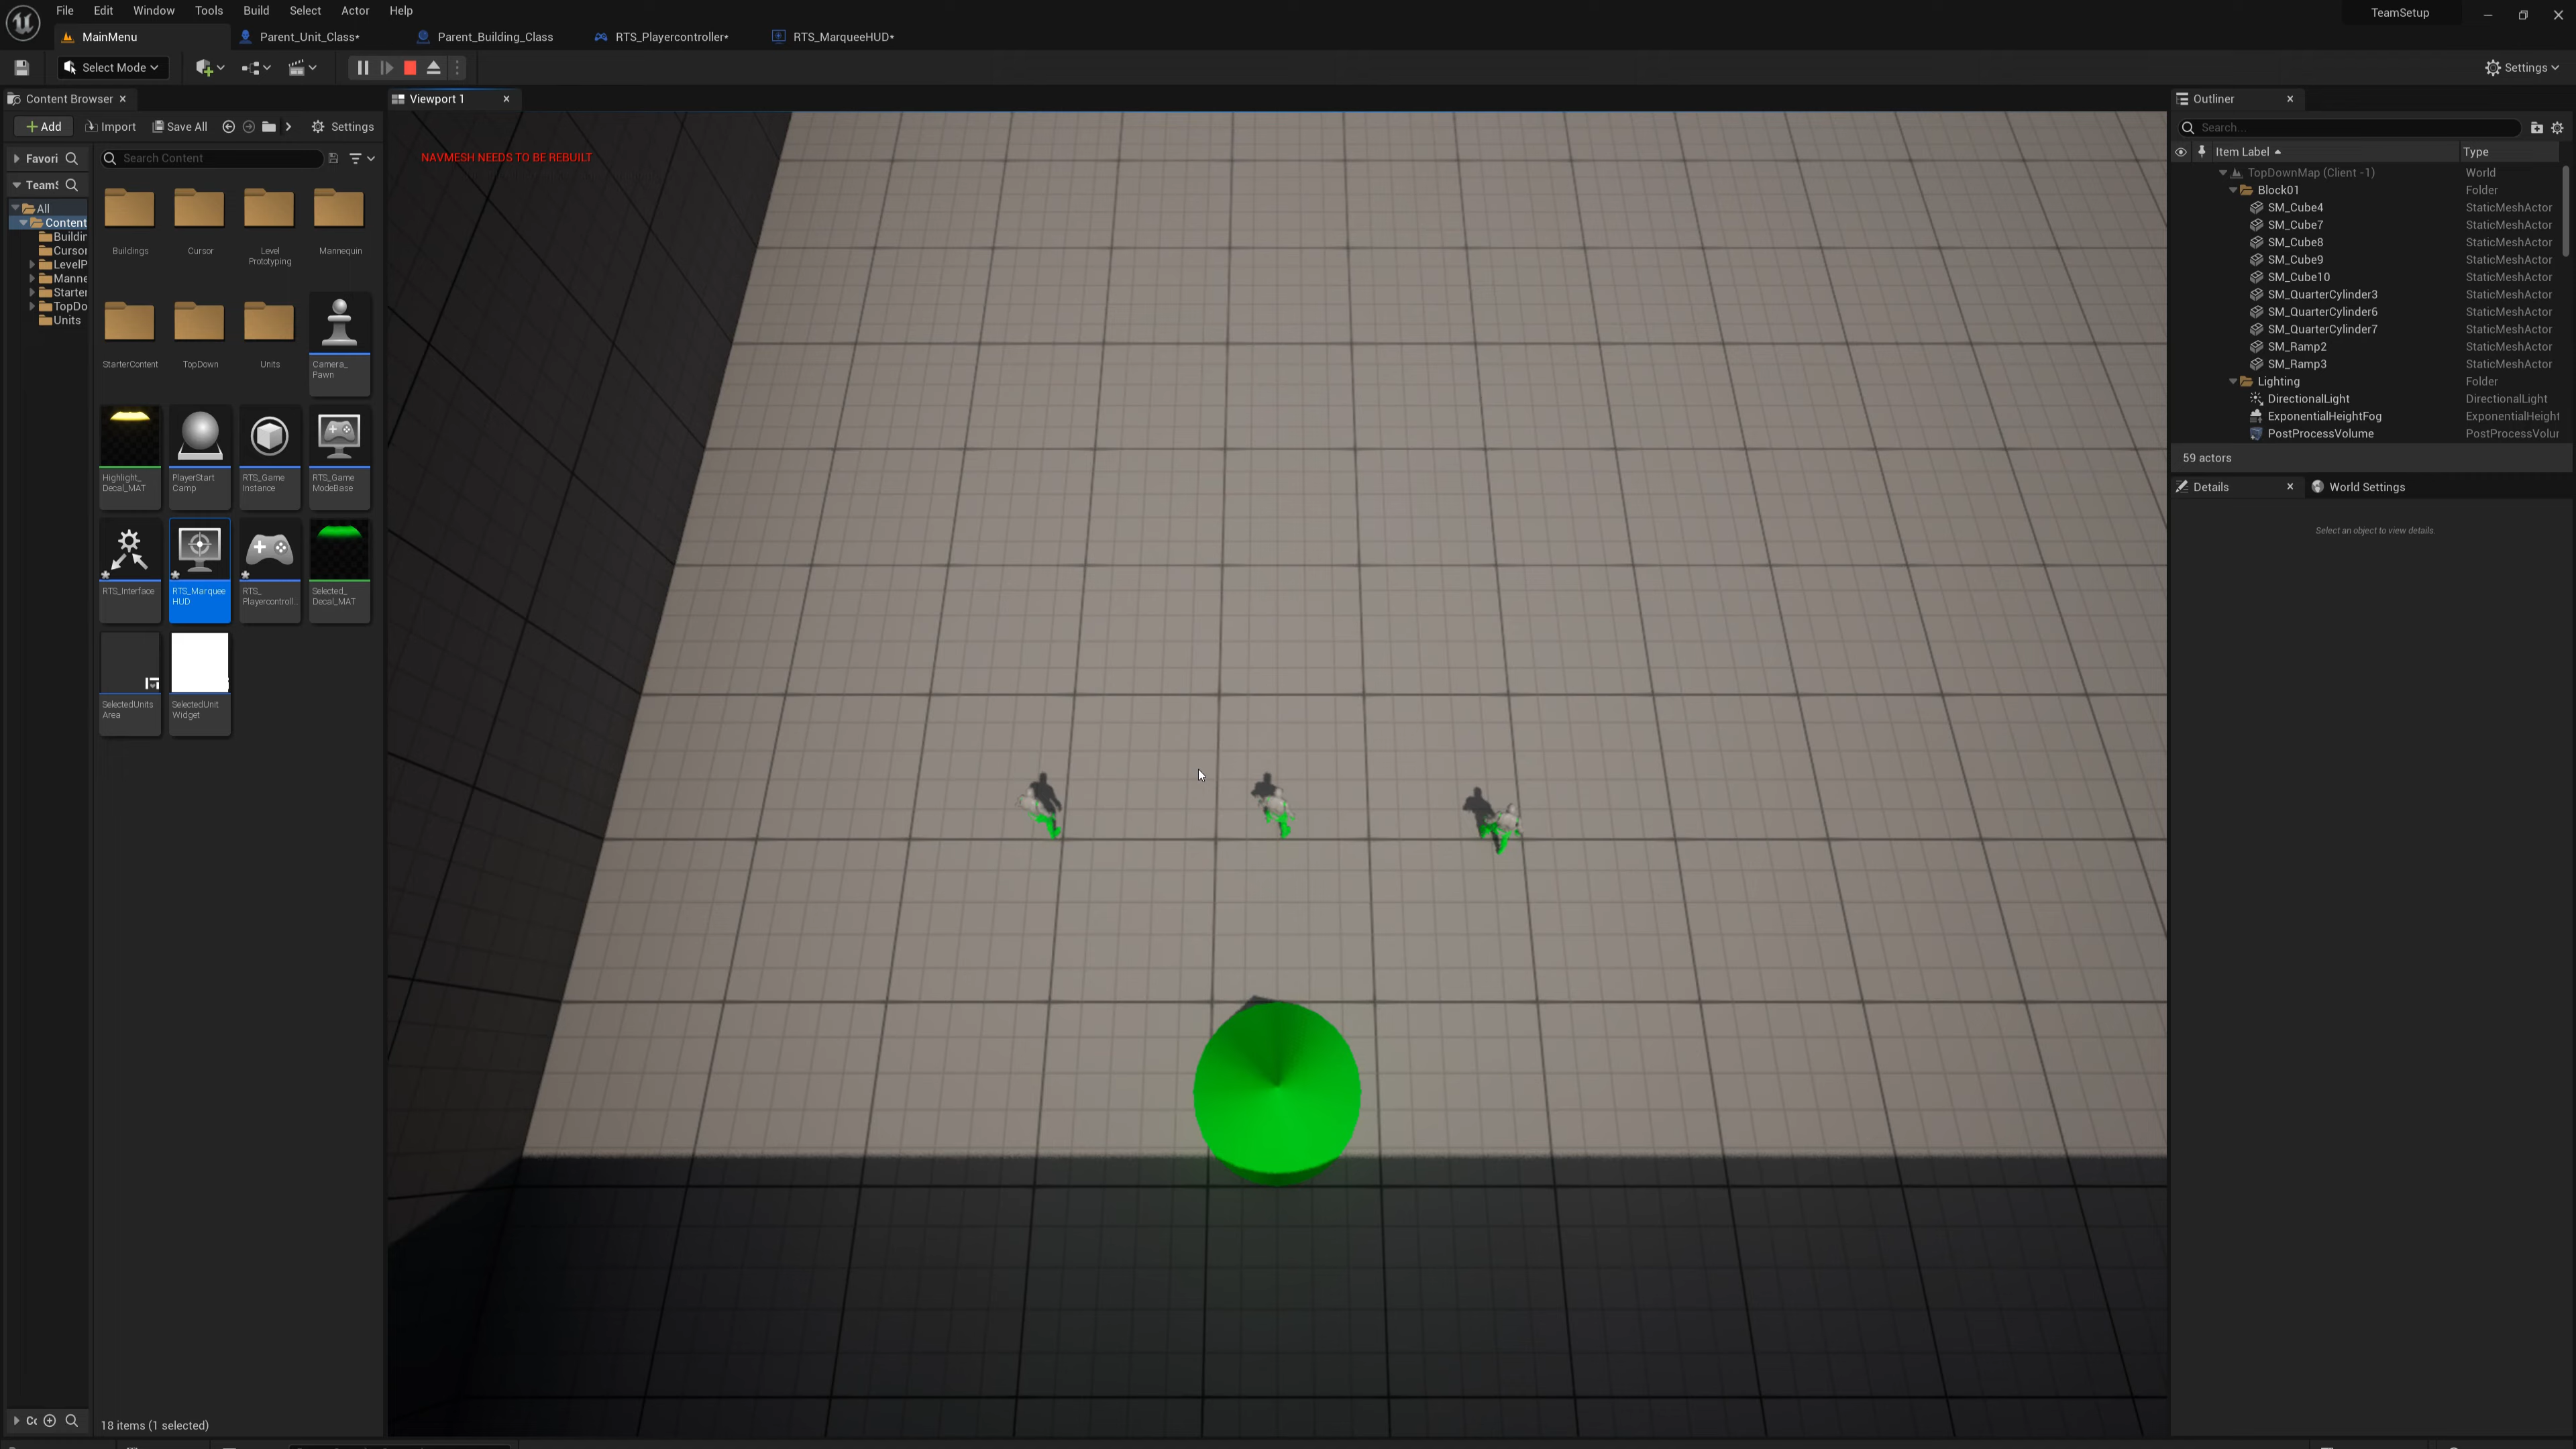 File Edit Window Tools Build Select Actor Help
TeamSetup
MainMenu Parent_Unit_Class* Parent_Building_Class RTS_Playercontroller* RTS_MarqueeHUD*
Select Mode
Settings
Content Browser
Viewport 1
Outliner
Add Import Save All Settings
Search...
Favori
Search Content
NAVMESH NEEDS TO BE REBUILT
Item Label Type
TeamS
All
Content
Buildin
Cursor
LevelP
Manne
Starter
TopDo
Units
Buildings
Cursor
Level
Prototyping
Mannequin
StarterContent
TopDown
Units
Camera_
Pawn
Highlight_
Decal_MAT
PlayerStart
Camp
RTS_Game
Instance
RTS_Game
ModeBase
RTS_Interface
RTS_Marquee
HUD
RTS_
Playercontroll...
Selected_
Decal_MAT
SelectedUnits
Area
SelectedUnit
Widget
18 items (1 selected)
TopDownMap (Client -1) World
Block01 Folder
SM_Cube4 StaticMeshActor
SM_Cube7 StaticMeshActor
SM_Cube8 StaticMeshActor
SM_Cube9 StaticMeshActor
SM_Cube10 StaticMeshActor
SM_QuarterCylinder3 StaticMeshActor
SM_QuarterCylinder6 StaticMeshActor
SM_QuarterCylinder7 StaticMeshActor
SM_Ramp2 StaticMeshActor
SM_Ramp3 StaticMeshActor
Lighting Folder
DirectionalLight DirectionalLight
ExponentialHeightFog ExponentialHeight
PostProcessVolume PostProcessVolur
59 actors
Details World Settings
Select an object to view details.